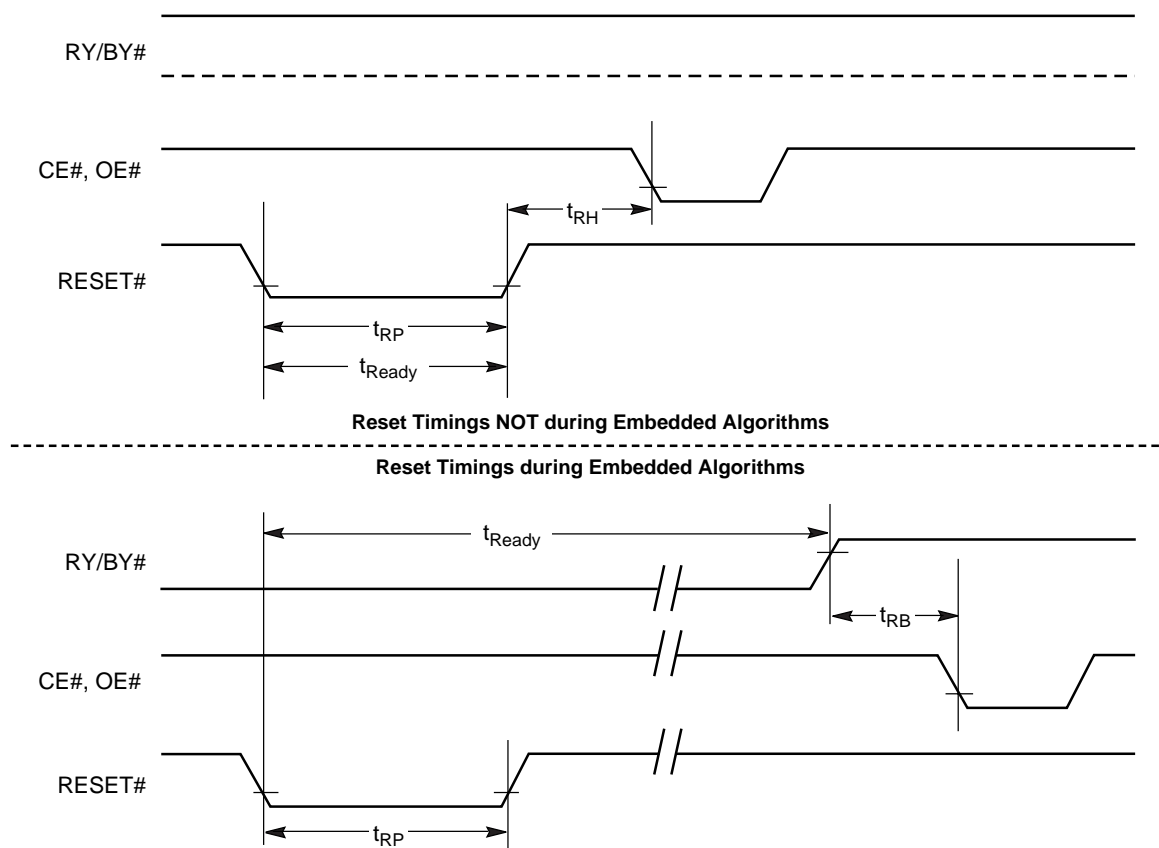 RY/BY#
CE#, OE#
tRH
RESET#
tRP
tReady
Reset Timings NOT during Embedded Algorithms
Reset Timings during Embedded Algorithms
tReady
RY/BY#
tRB
CE#, OE#
RESET#
tRP